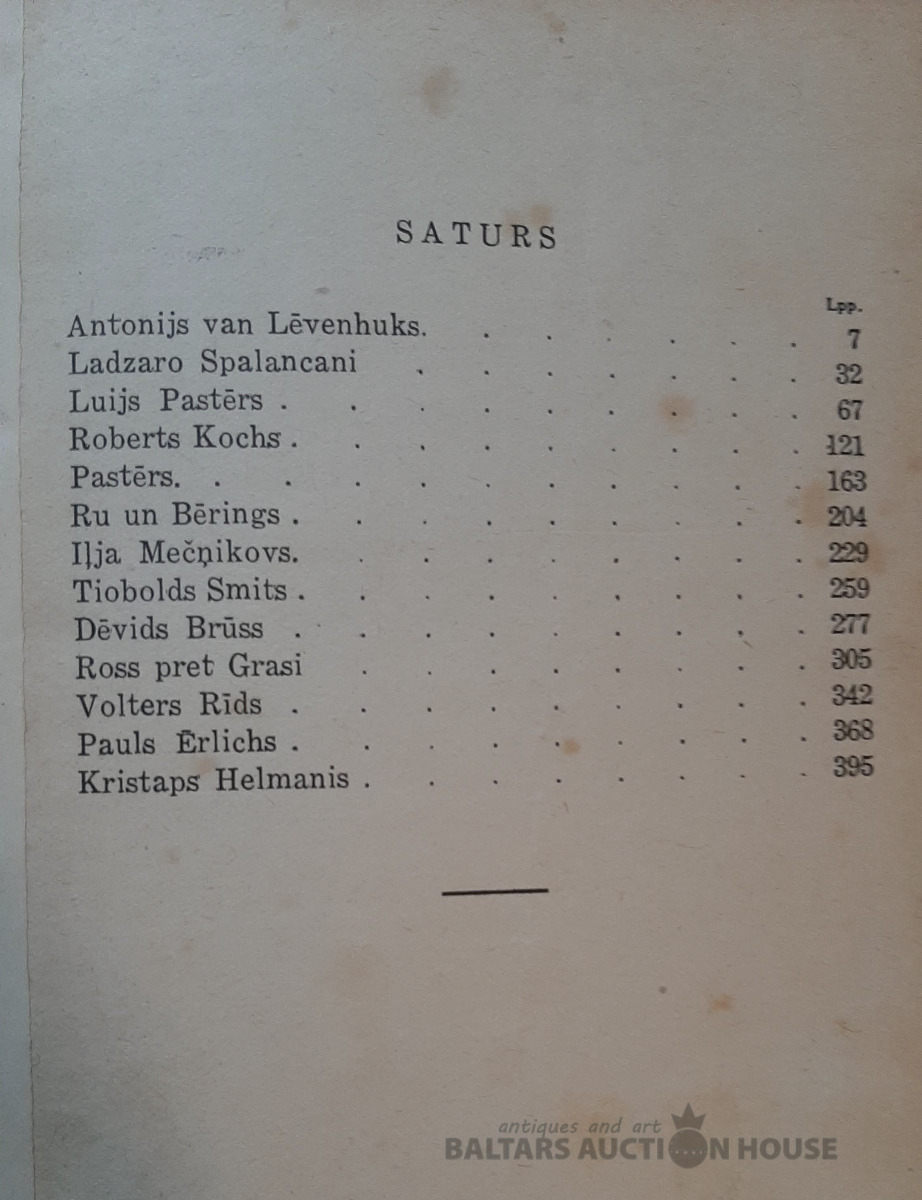 SATURS
Lpp.
Antonijs van Lēvenhuks. . . . . . . 7
Ladzaro Spalancani . . . . . . . 32
Luijs Pastērs . . . . . . . . . 67
Roberts Kochs . . . . . . . . . 121
Pastērs. . . . . . . . . . . 163
Ru un Bērings . . . . . . . . . 204
Iļja Mečņikovs. . . . . . . . . 229
Tiobolds Smits . . . . . . . . . 259
Dēvids Brūss . . . . . . . . . 277
Ross pret Grasi . . . . . . . . 305
Volters Rīds . . . . . . . . . 342
Pauls Ērlichs . . . . . . . . . 368
Kristaps Helmanis . . . . . . . . 395
antiques and art
BALTARS AUCTION HOUSE